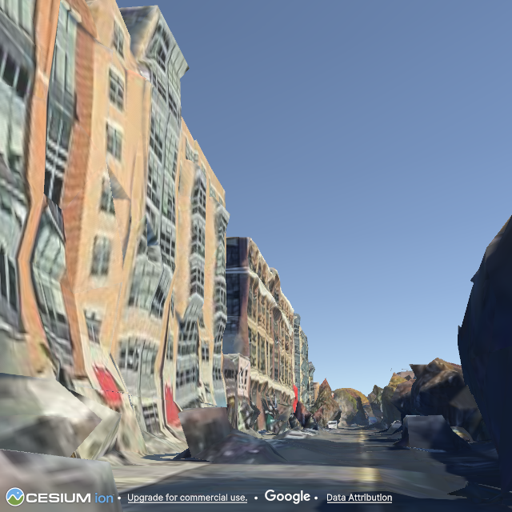 CESIUM ion • Upgrade for commercial use. • Google • Data Attribution